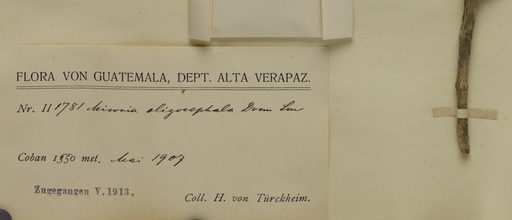 FLORA VON GUATEMALA, DEPT. ALTA VERAPAZ.
Nr. II 1781 Miconia oligocephala Donn
Coban 1350 met. Mai 1907
Zugegangen V. 1913.
Coll. H. von Türckheim.